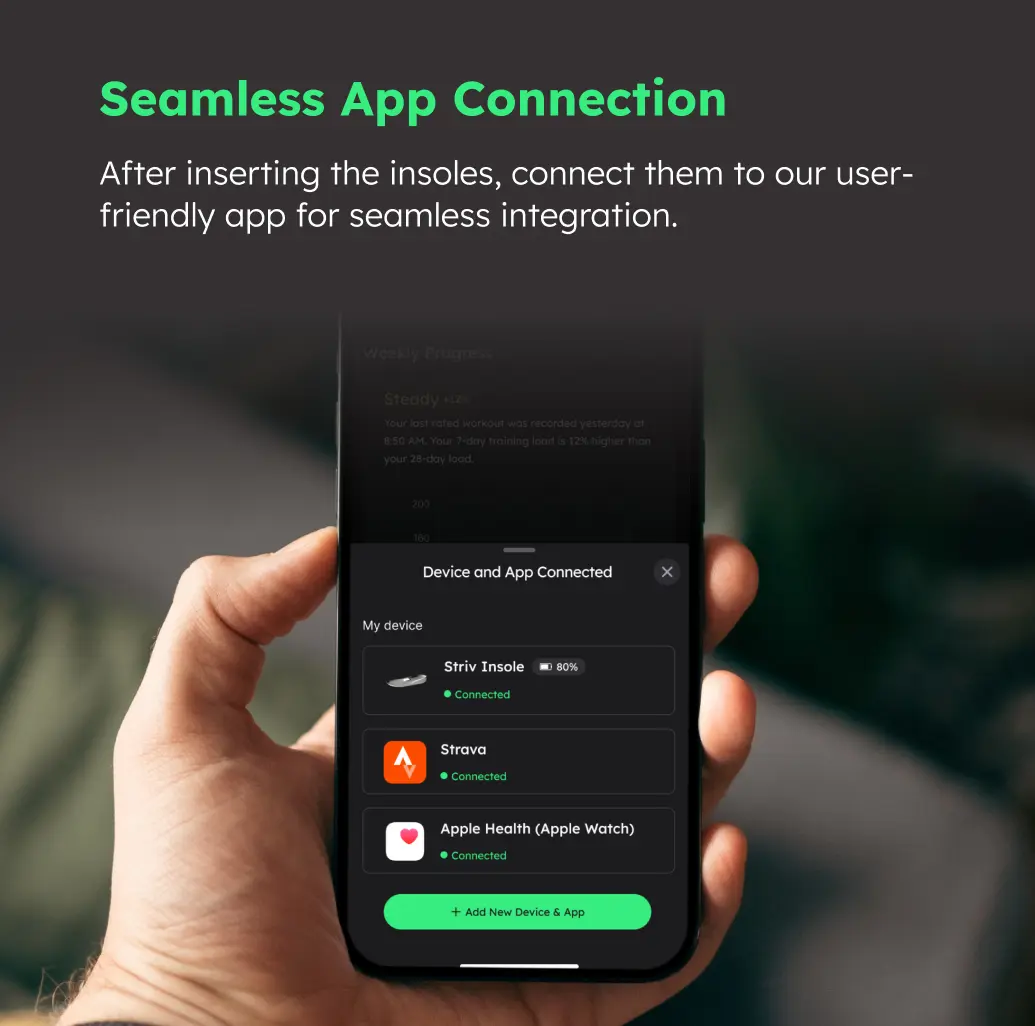 Seamless App Connection
After inserting the insoles, connect them to our user-
friendly app for seamless integration.
Weekly Progress
Steady
Your last rated workout was recorded yesterday at
8:50 AM. Your 7-day training load is 12% higher than
your 28-day load.
200
160
Device and App Connected
My device
Striv Insole 80%
Connected
Strava
Connected
Apple Health (Apple Watch)
Connected
+ Add New Device & App